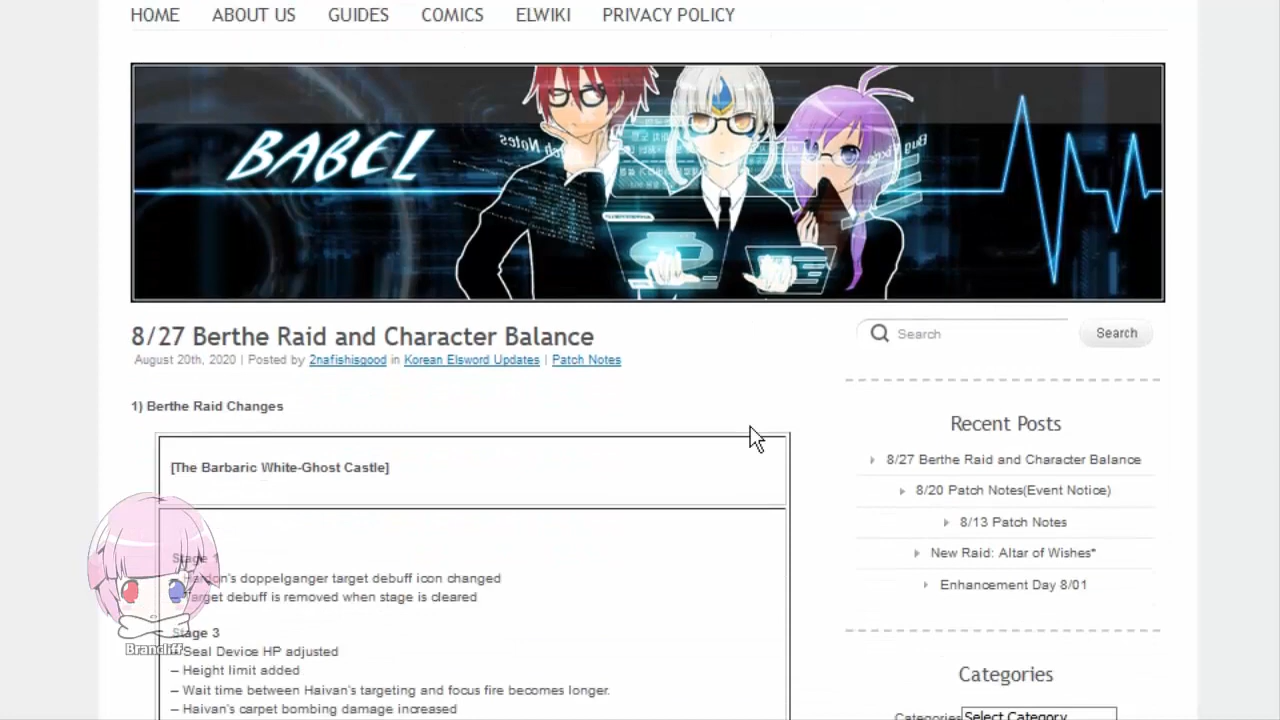 HOME ABOUT US GUIDES COMICS ELWIKI PRIVACY POLICY
BABEL
8/27 Berthe Raid and Character Balance
August 20th, 2020 | Posted by 2nafishisgood in Korean Elsword Updates | Patch Notes
1) Berthe Raid Changes
[The Barbaric White-Ghost Castle]
Stage 1
doppelganger target debuff icon changed
Target debuff is removed when stage is cleared
Stage 3
Seal Device HP adjusted
– Height limit added
– Wait time between Haivan's targeting and focus fire becomes longer.
– Haivan's carpet bombing damage increased
Brandiff
Search Search
Recent Posts
8/27 Berthe Raid and Character Balance
8/20 Patch Notes(Event Notice)
8/13 Patch Notes
New Raid: Altar of Wishes*
Enhancement Day 8/01
Categories
Categories Select Category